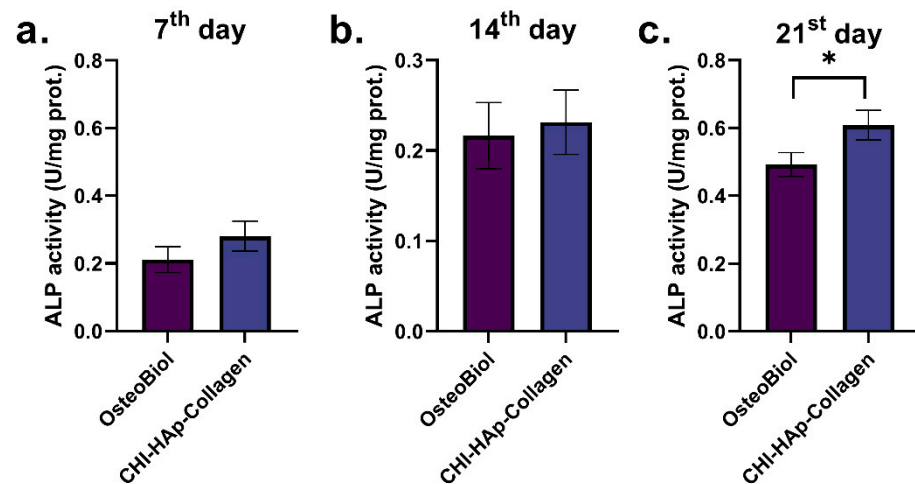 a.
7th day
ALP activity (U/mg prot.)
0.8
0.6
0.4
0.2
0.0
OsteoBiol
CHI-HAp-Collagen
b.
14th day
ALP activity (U/mg prot.)
0.3
0.2
0.1
0.0
OsteoBiol
CHI-HAp-Collagen
c.
21st day
*
ALP activity (U/mg prot.)
0.8
0.6
0.4
0.2
0.0
OsteoBiol
CHI-HAp-Collagen